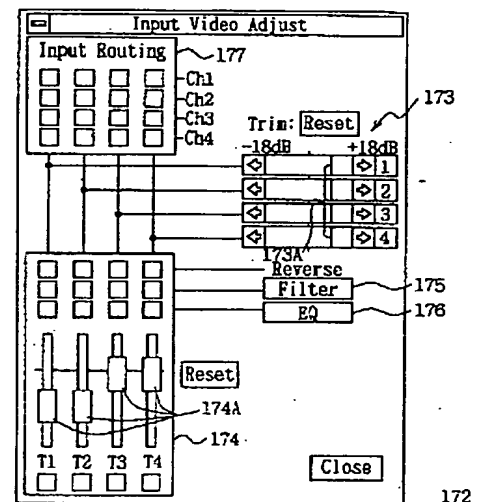 Input Video Adjust
Input Routing
177
Ch1
Ch2
Ch3
Ch4
173
Trim: Reset
-18dB +18dB
1
2
3
4
173A
Reverse
Filter
175
EQ
176
Reset
174A
174
T1 T2 T3 T4
Close
172